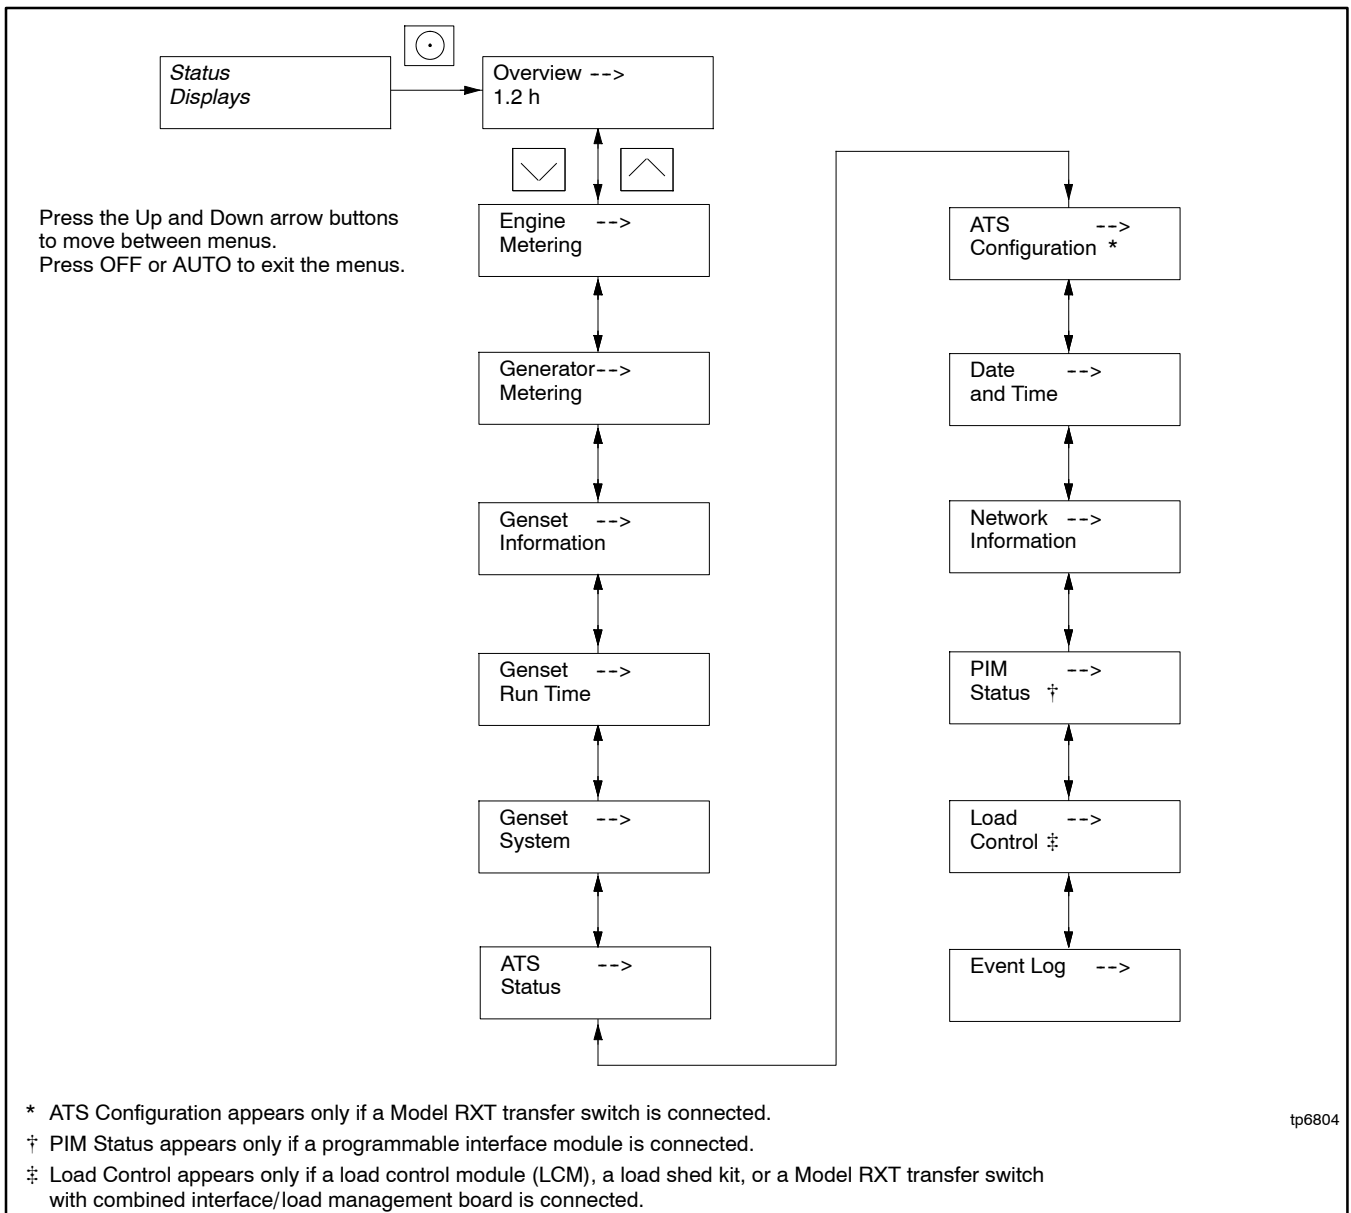 Status
Displays
Overview -->
1.2 h
Press the Up and Down arrow buttons
to move between menus.
Press OFF or AUTO to exit the menus.
Engine -->
Metering
Generator-->
Metering
Genset -->
Information
Genset -->
Run Time
Genset -->
System
ATS -->
Status
ATS -->
Configuration *
Date -->
and Time
Network -->
Information
PIM -->
Status †
Load -->
Control ‡
Event Log -->
* ATS Configuration appears only if a Model RXT transfer switch is connected.
† PIM Status appears only if a programmable interface module is connected.
‡ Load Control appears only if a load control module (LCM), a load shed kit, or a Model RXT transfer switch
with combined interface/load management board is connected.
tp6804